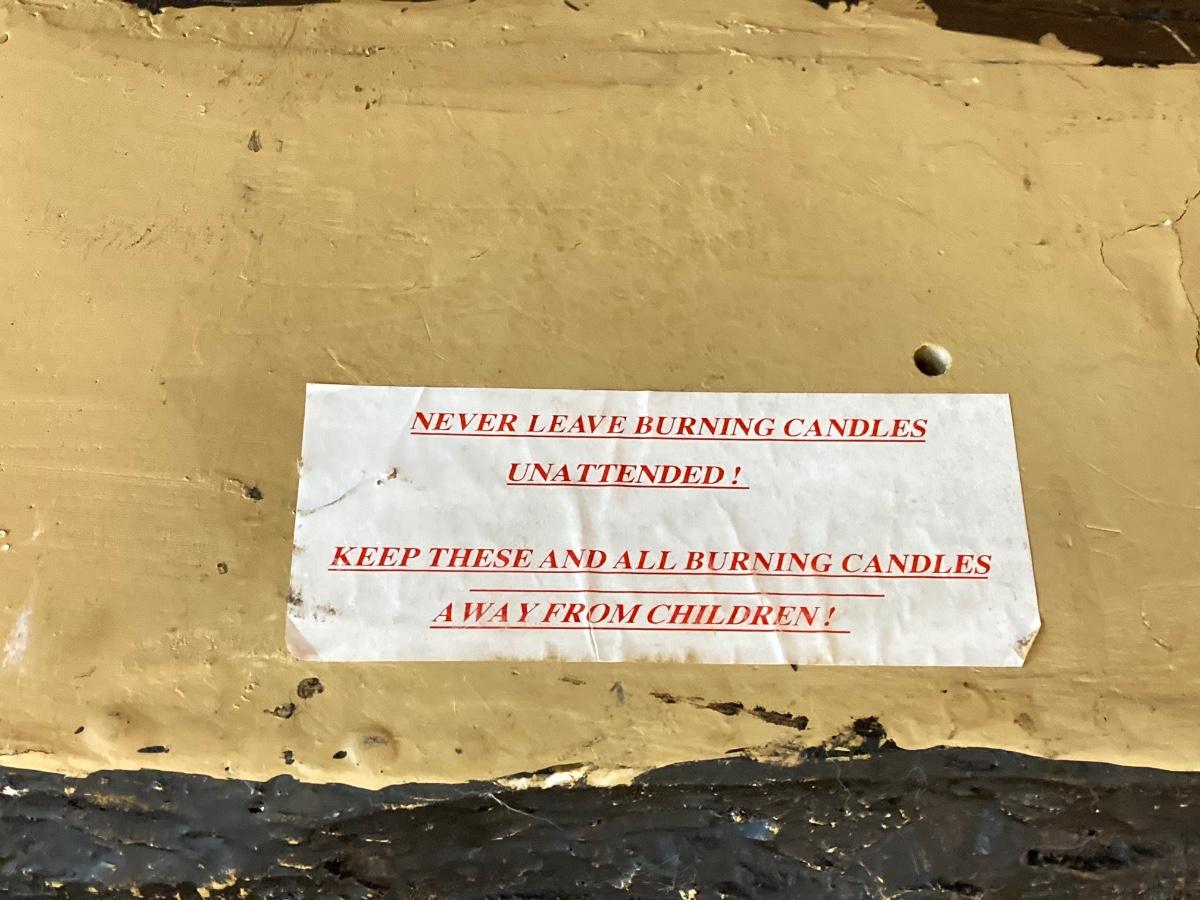 NEVER LEAVE BURNING CANDLES
UNATTENDED !
KEEP THESE AND ALL BURNING CANDLES
AWAY FROM CHILDREN !